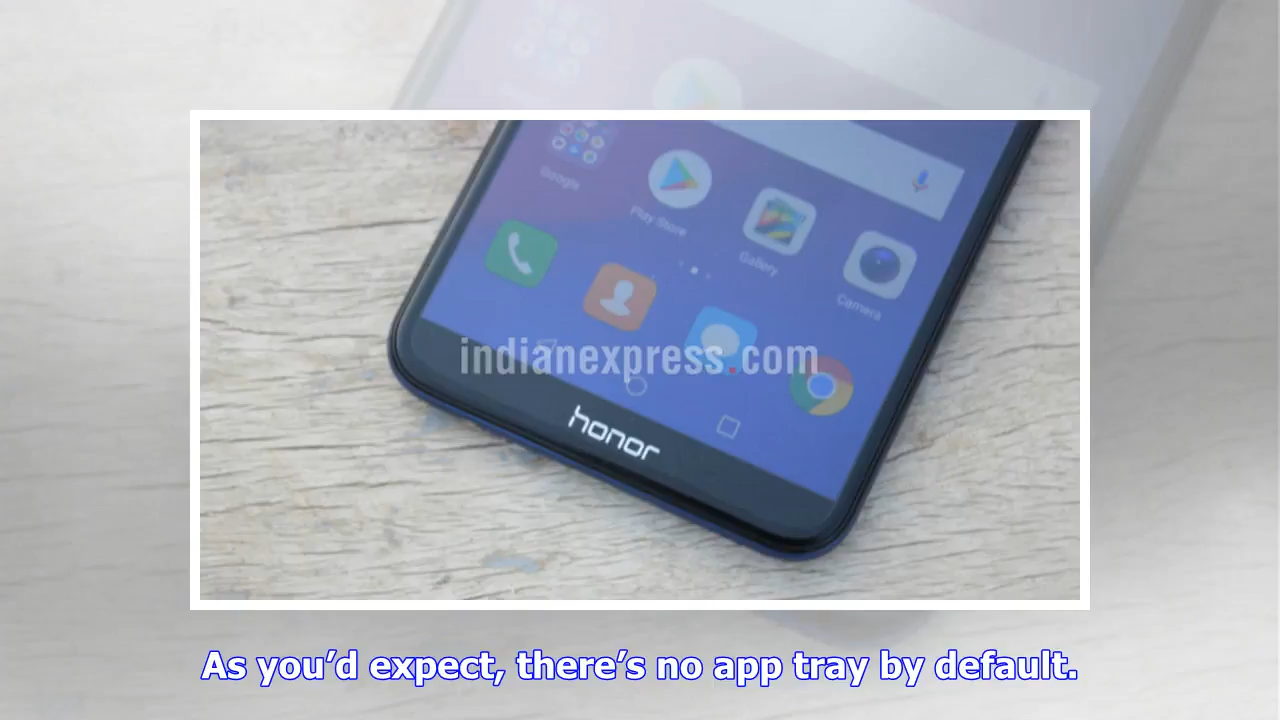 Google
Play Store
Gallery
Camera
indianexpress.com
honor
As you’d expect, there’s no app tray by default.